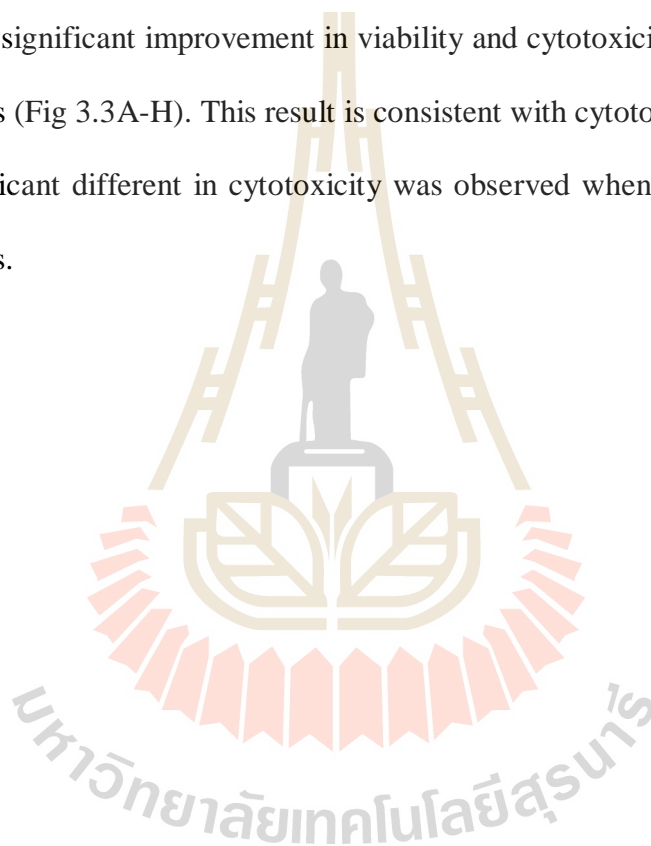 significant improvement in viability and cytotoxici
s (Fig 3.3A-H). This result is consistent with cytoto
icant different in cytotoxicity was observed when
s.
มหาวิทยาลัยเทคโนโลยีสุรนารี